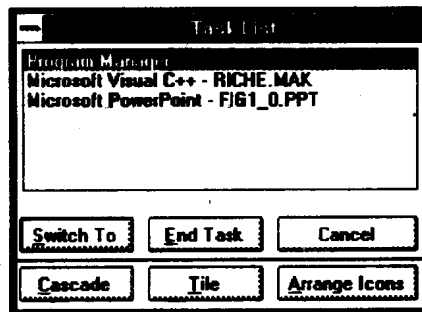 Task List
Program Manager
Microsoft Visual C++ - RICHE.MAK
Microsoft PowerPoint - FIG1_0.PPT
Switch To End Task Cancel
Cascade Tile Arrange Icons